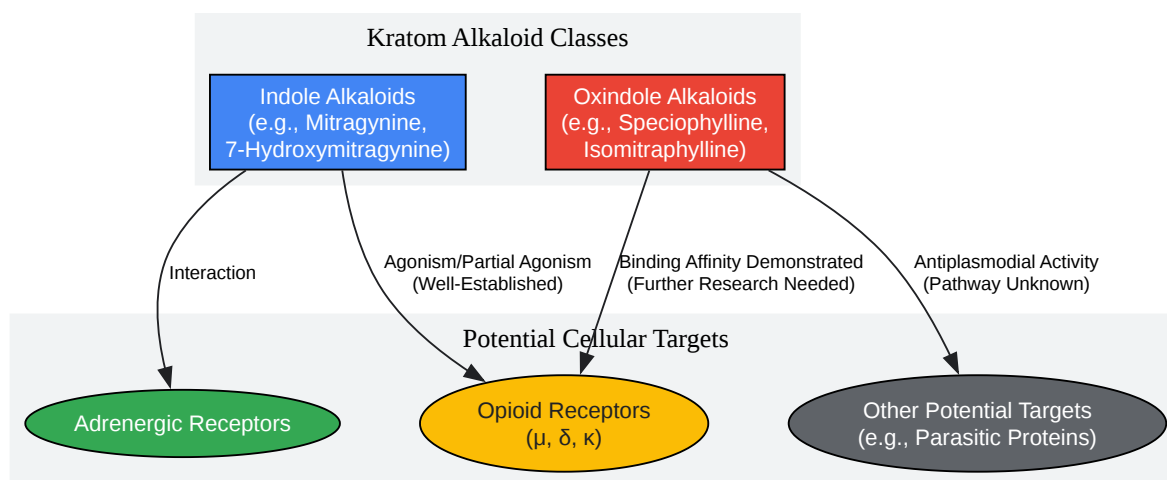 Kratom Alkaloid Classes
Indole Alkaloids
(e.g., Mitragynine,
7-Hydroxymitragynine)
Oxindole Alkaloids
(e.g., Speciophylline,
Isomitraphylline)
Interaction
Agonism/Partial Agonism
(Well-Established)
Binding Affinity Demonstrated
(Further Research Needed)
Antiplasmodial Activity
(Pathway Unknown)
Potential Cellular Targets
Adrenergic Receptors
Opioid Receptors
(μ, δ, κ)
Other Potential Targets
(e.g., Parasitic Proteins)